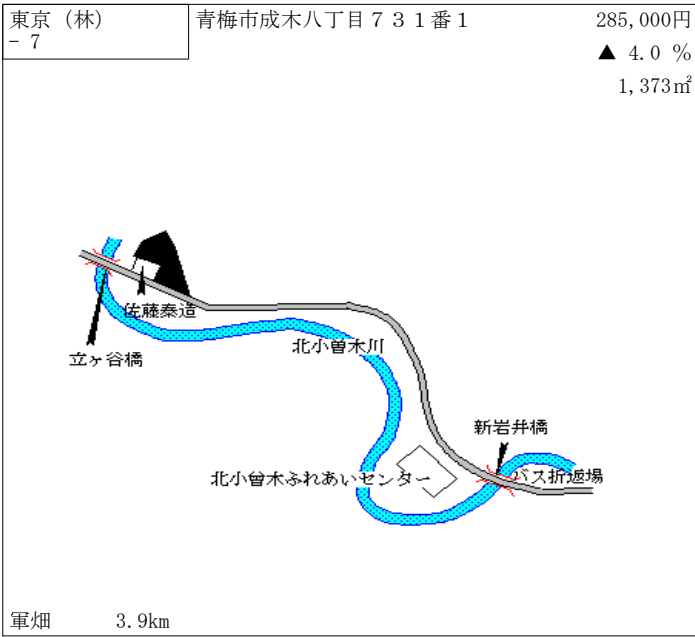 東京（林） 青梅市成木八丁目７３１番１ 285,000円
－ 7
▲ 4.0 %
1,373㎡
佐藤泰造
北小曽木川
立ヶ谷橋
新岩井橋
北小曽木ふれあいセンター
バス折返場
軍畑 3.9km